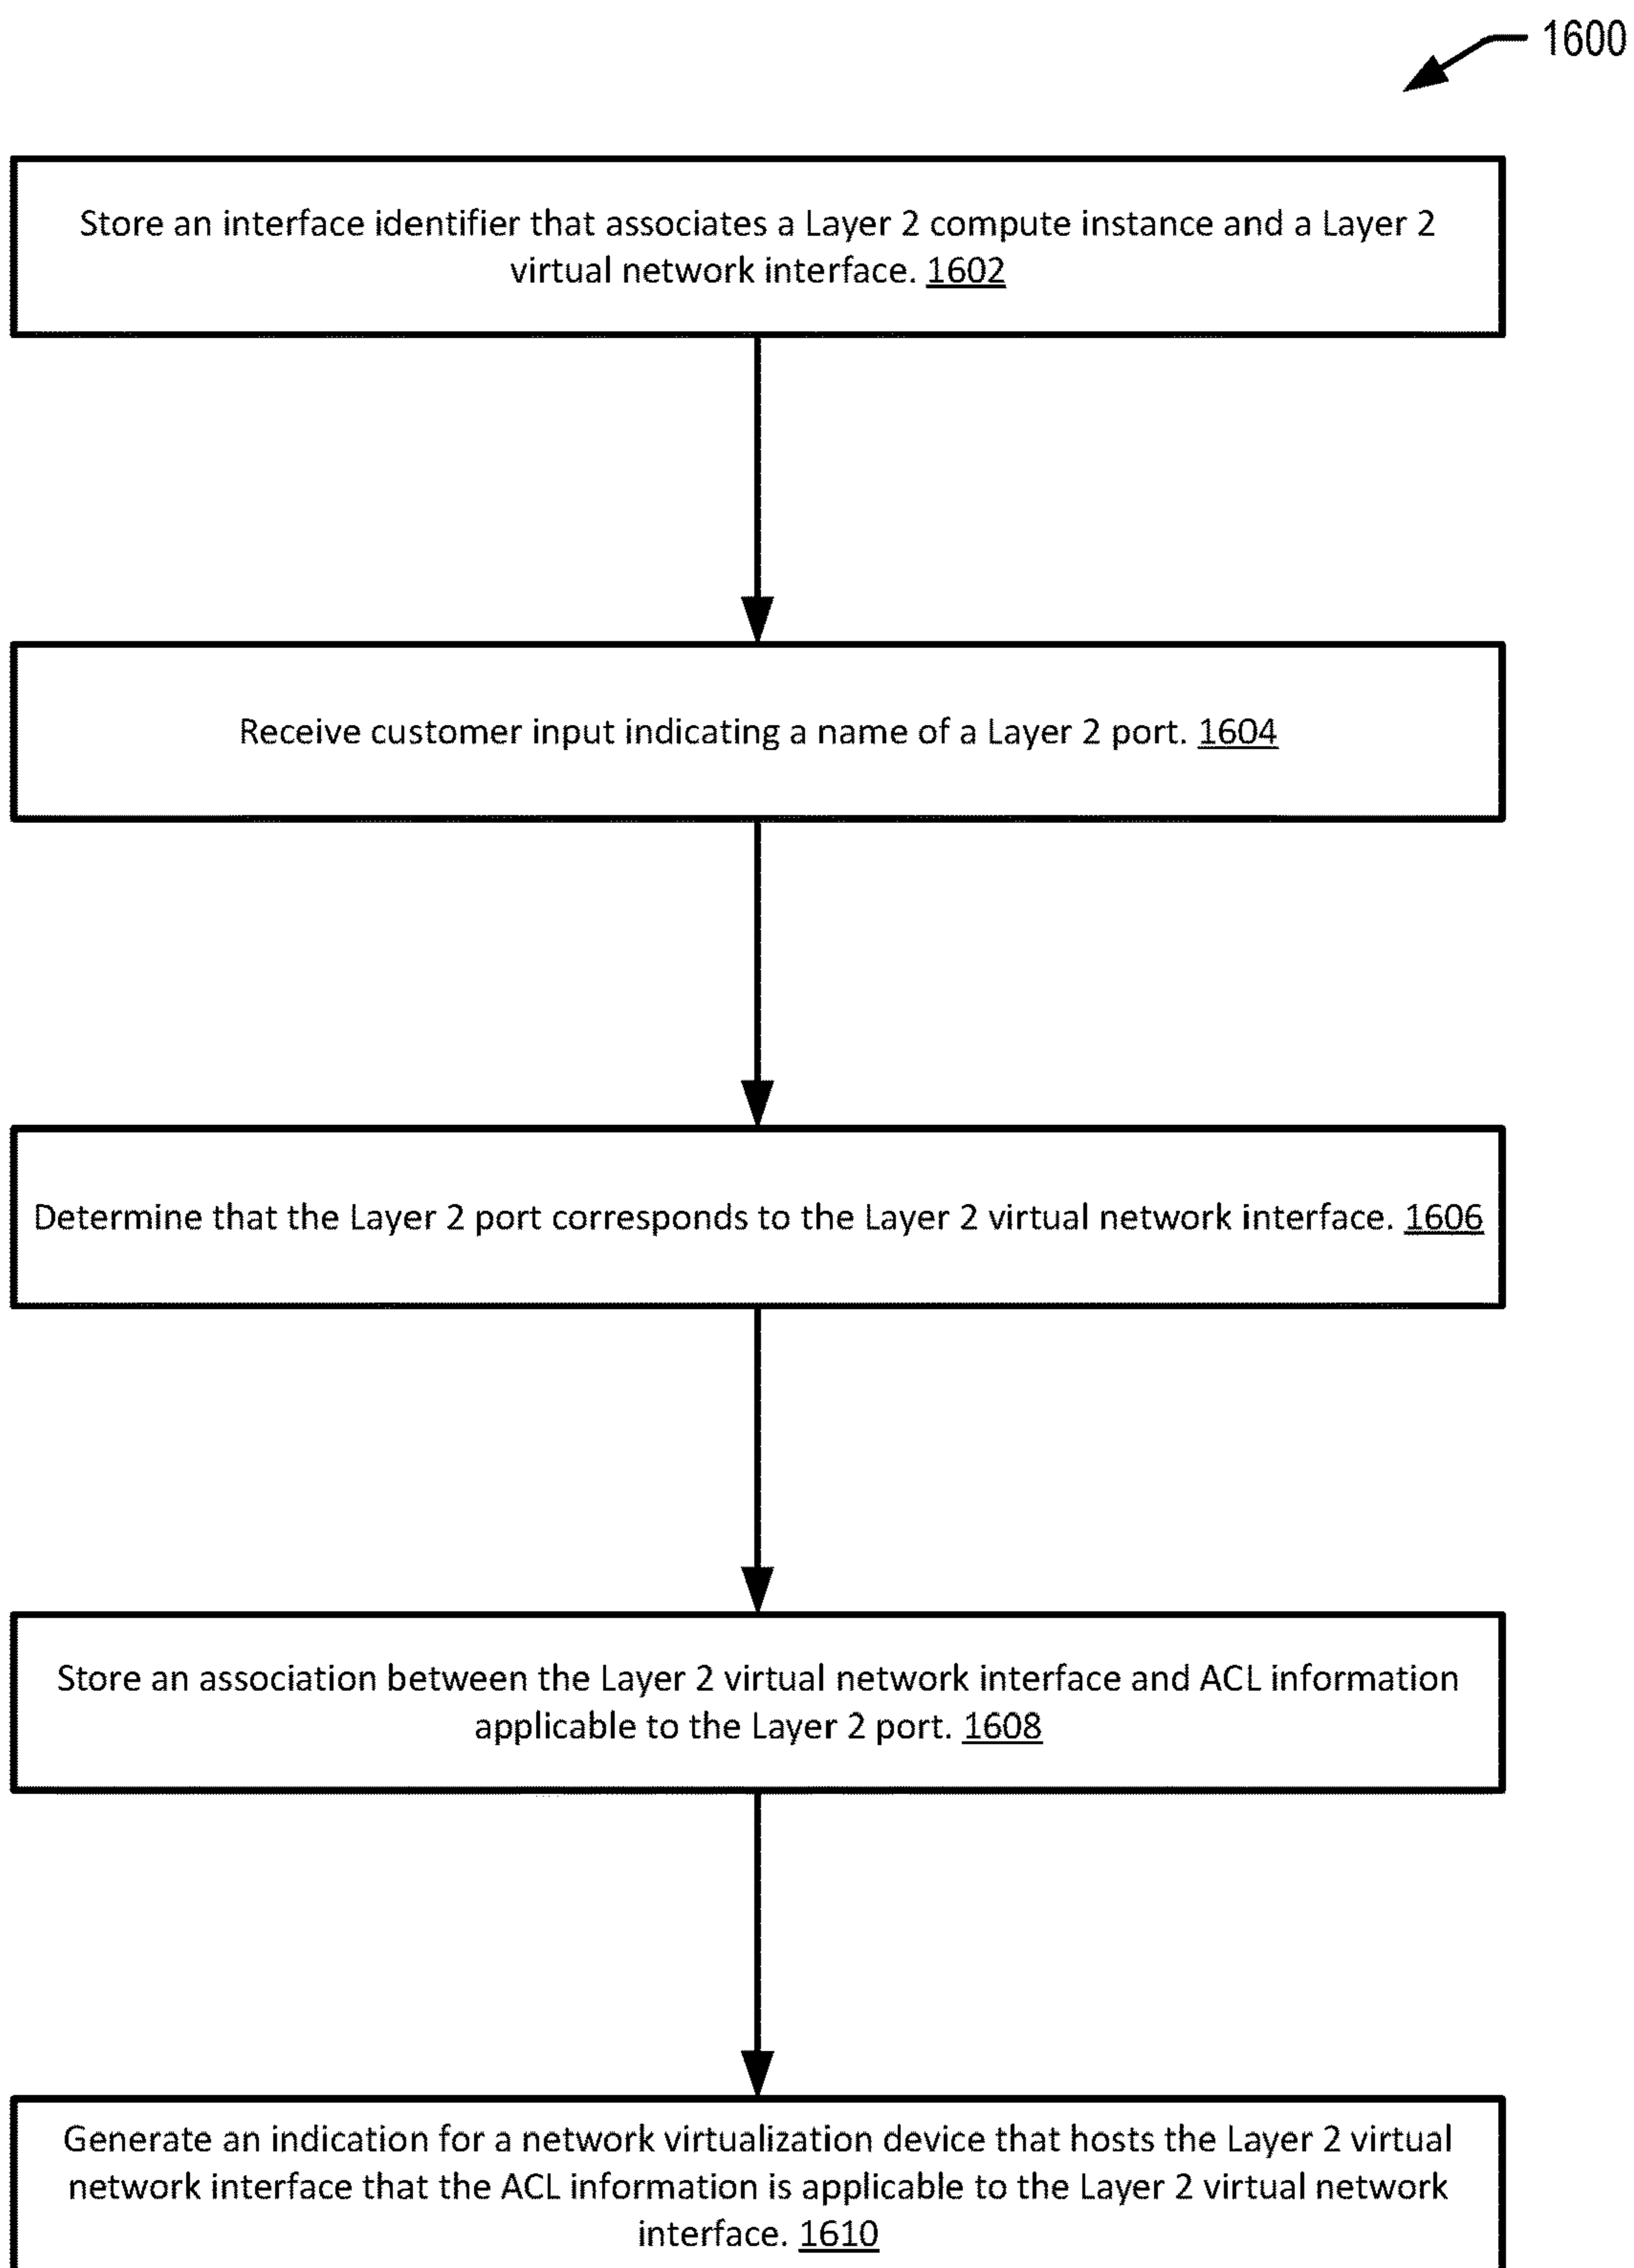 1600
Store an interface identifier that associates a Layer 2 compute instance and a Layer 2
virtual network interface. 1602
Receive customer input indicating a name of a Layer 2 port. 1604
Determine that the Layer 2 port corresponds to the Layer 2 virtual network interface. 1606
Store an association between the Layer 2 virtual network interface and ACL information
applicable to the Layer 2 port. 1608
Generate an indication for a network virtualization device that hosts the Layer 2 virtual
network interface that the ACL information is applicable to the Layer 2 virtual network
interface. 1610